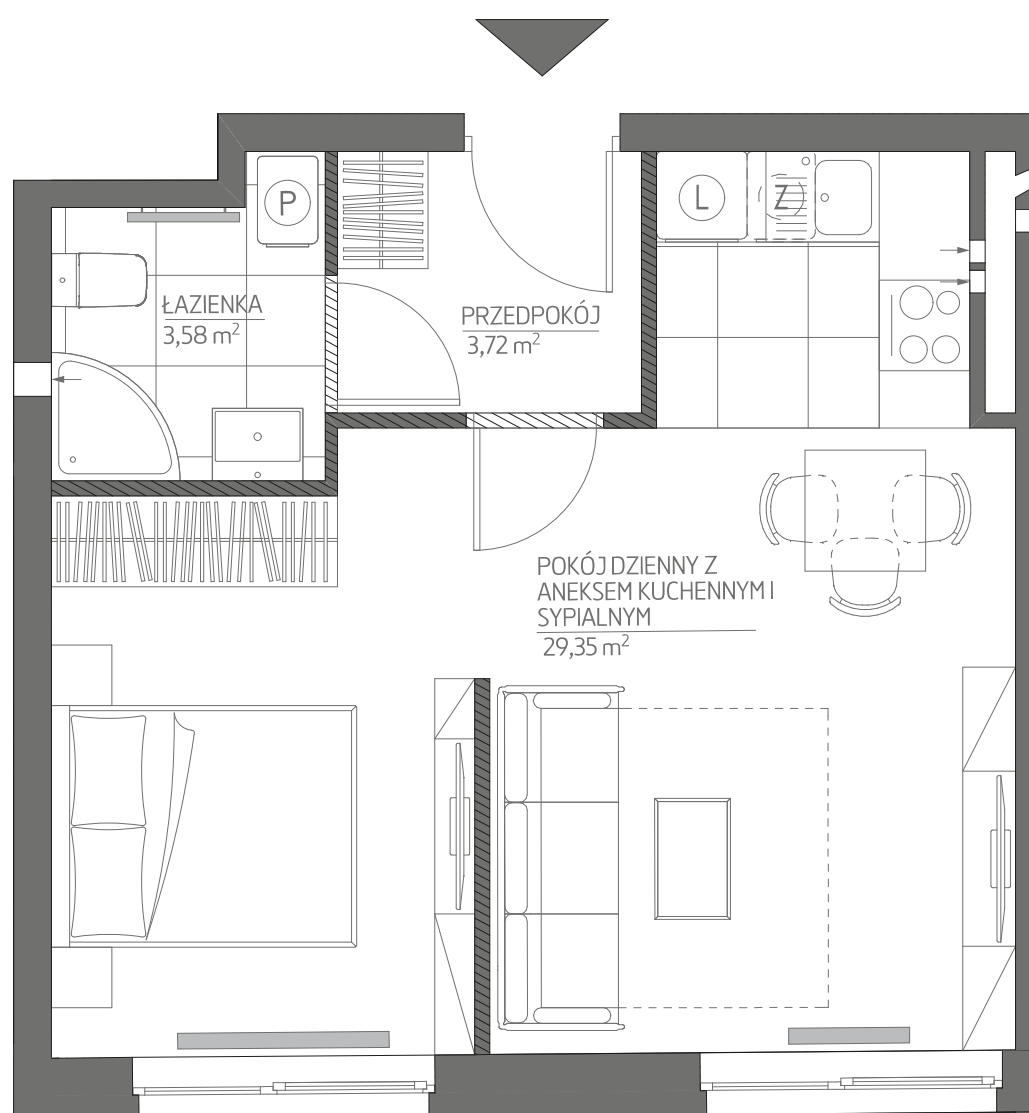 P
L
Z
ŁAZIENKA
3,58 m²
PRZEDPOKÓJ
3,72 m²
POKÓJ DZIENNY Z
ANEKSEM KUCHENNYM I
SYPIALNYM
29,35 m²